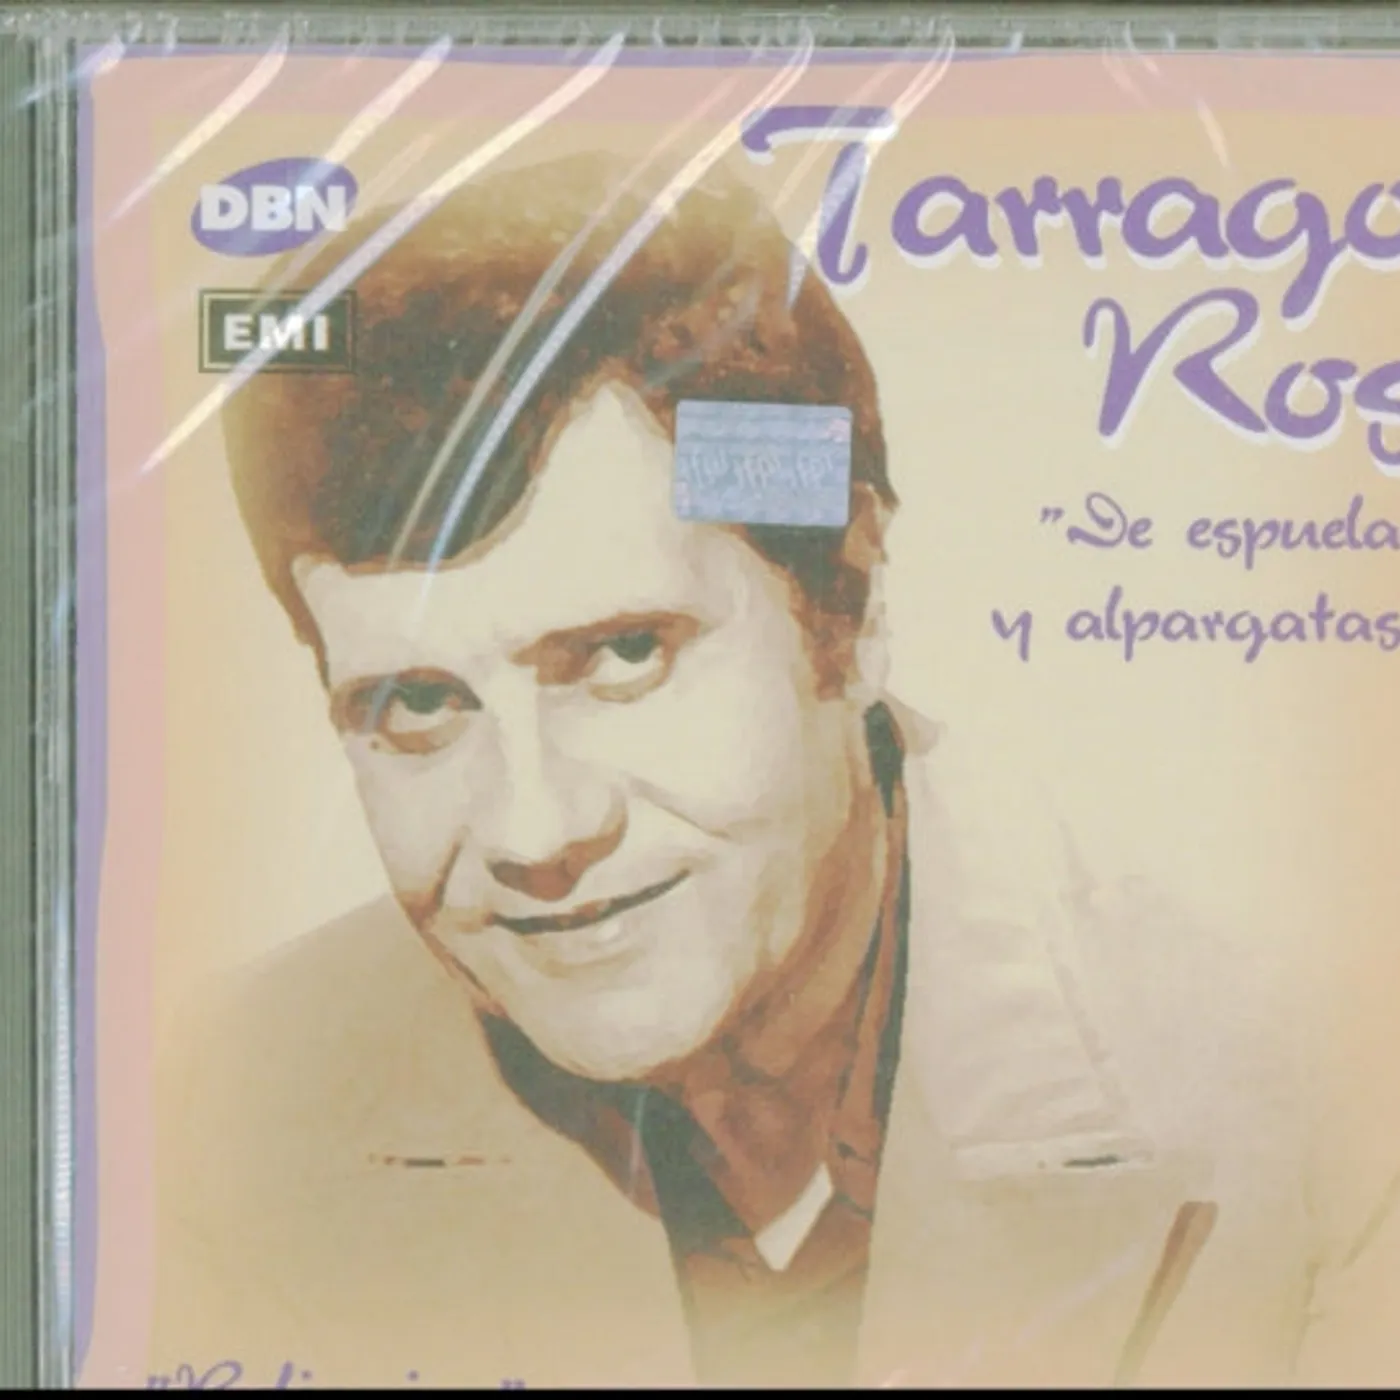 DBN
EMI
Tarrago
Ros
"De espuela
y alpargatas